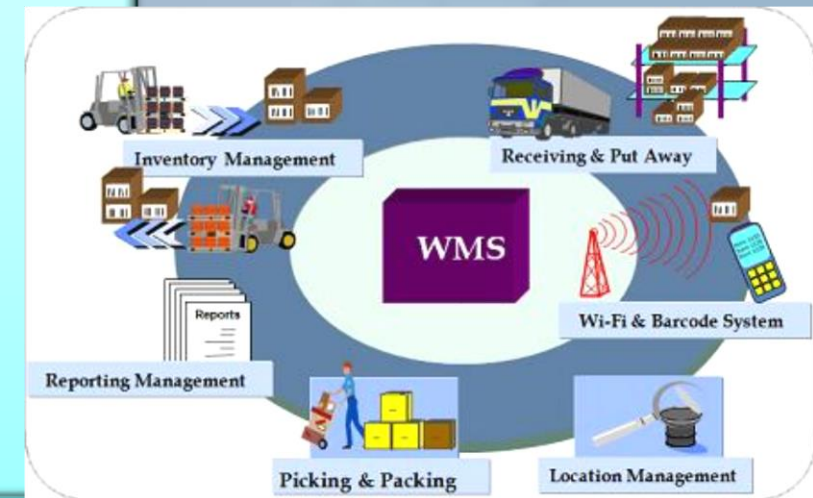 Inventory Management
Receiving & Put Away
WMS
Wi-Fi & Barcode System
Reports
Reporting Management
Picking & Packing
Location Management